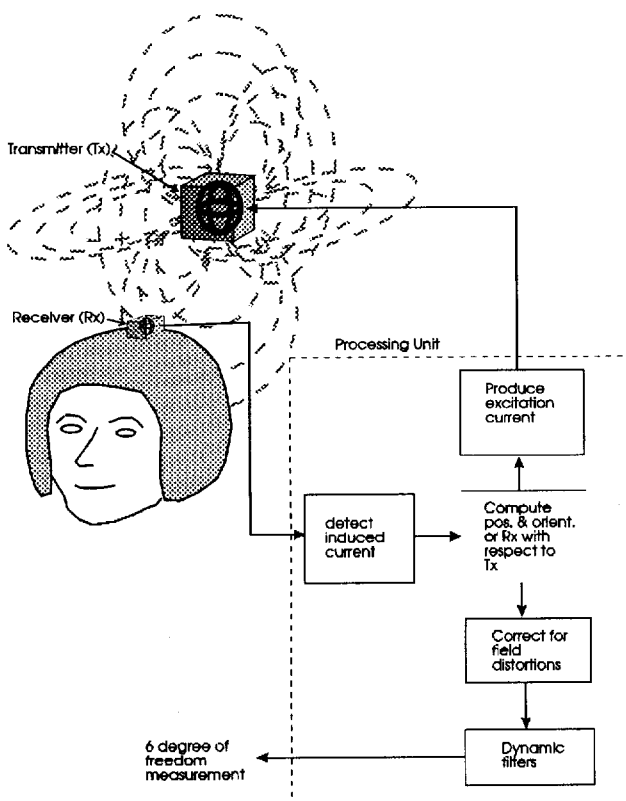 Transmitter (Tx)
Receiver (Rx)
Processing Unit
Produce
excitation
current
detect
induced
current
Compute
pos. & orient.
or Rx with
respect to
Tx
Correct for
field
distortions
Dynamic
filters
6 degree of
freedom
measurement